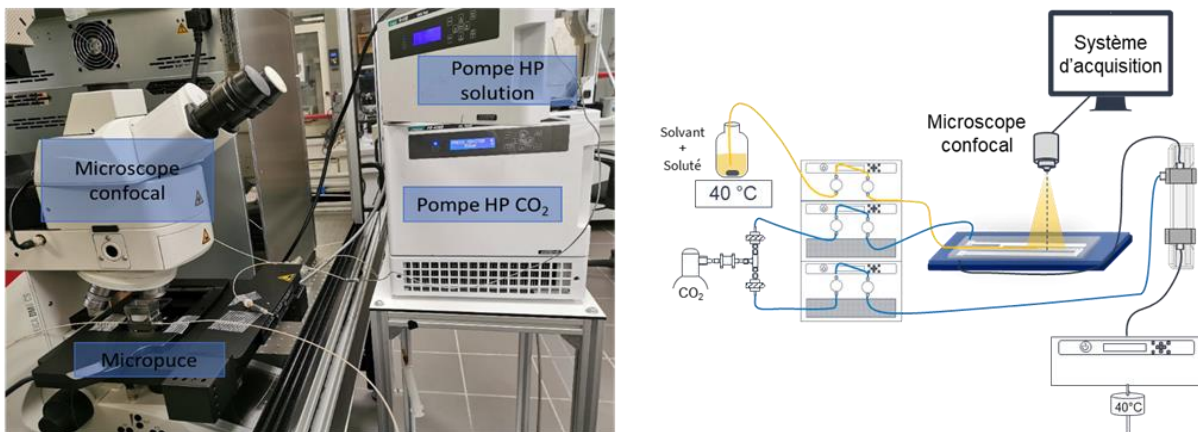 Pompe HP
solution
Microscope
confocal
Pompe HP CO₂
Micropuce
Système
d'acquisition
Microscope
confocal
Solvant
+
Soluté
40 °C
CO₂
40°C